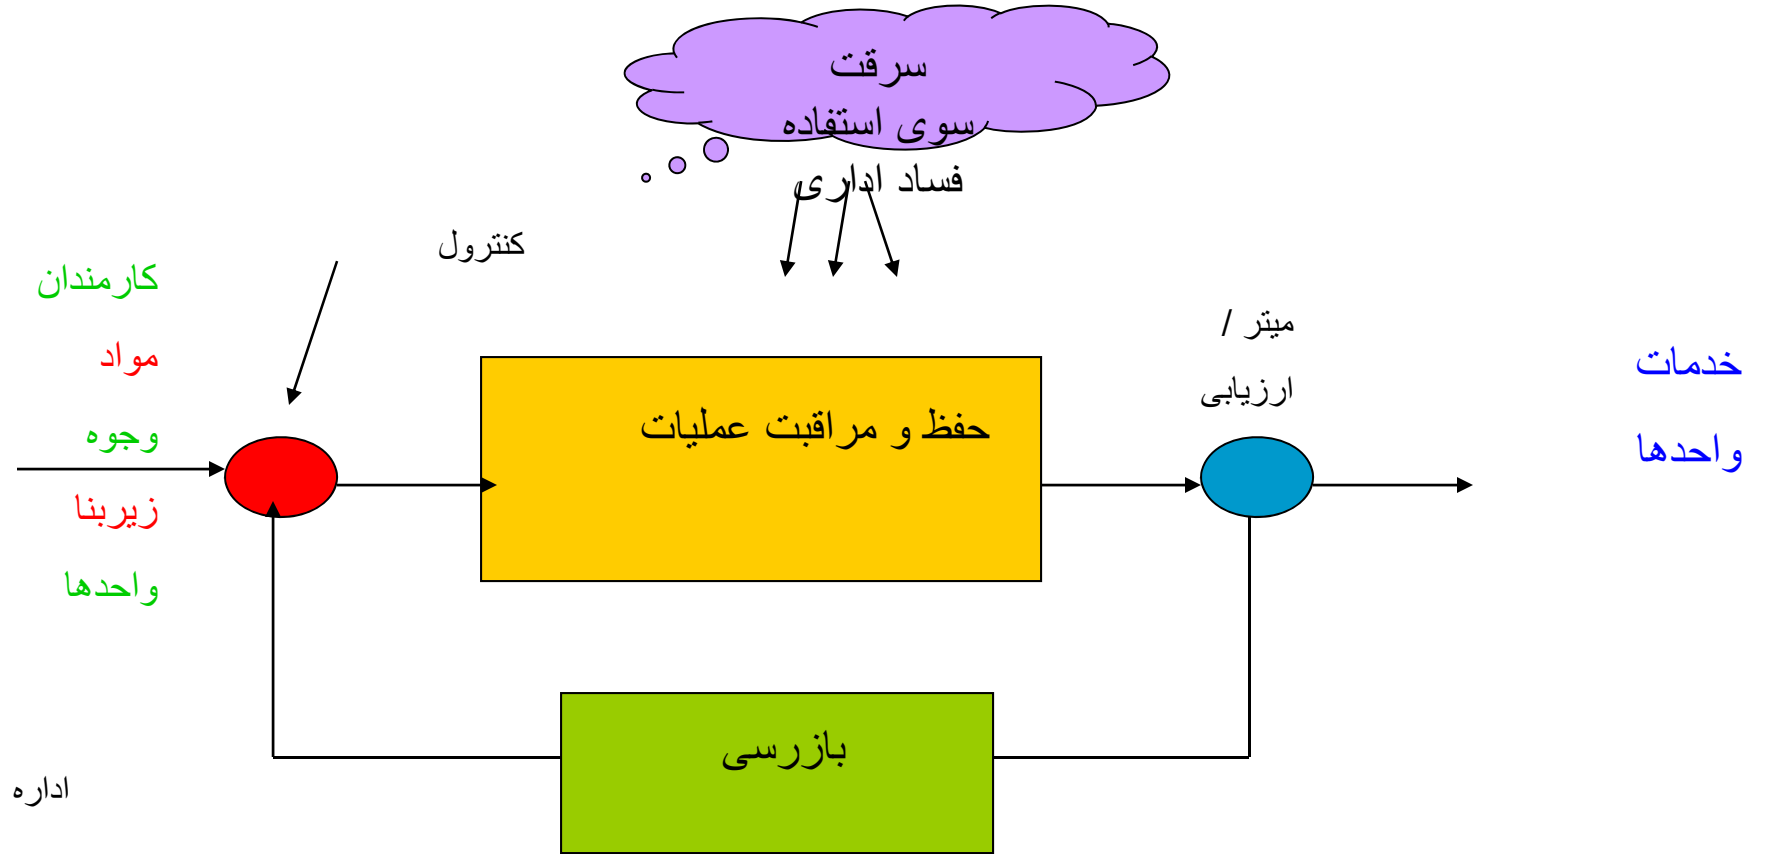 سرقت
سوی استفاده
فساد اداری
کنترول
کارمندان
مواد
وجوه
زیربنا
واحدها
حفظ و مراقبت عملیات
میتر /
ارزیابی
خدمات
واحدها
بازرسی
اداره